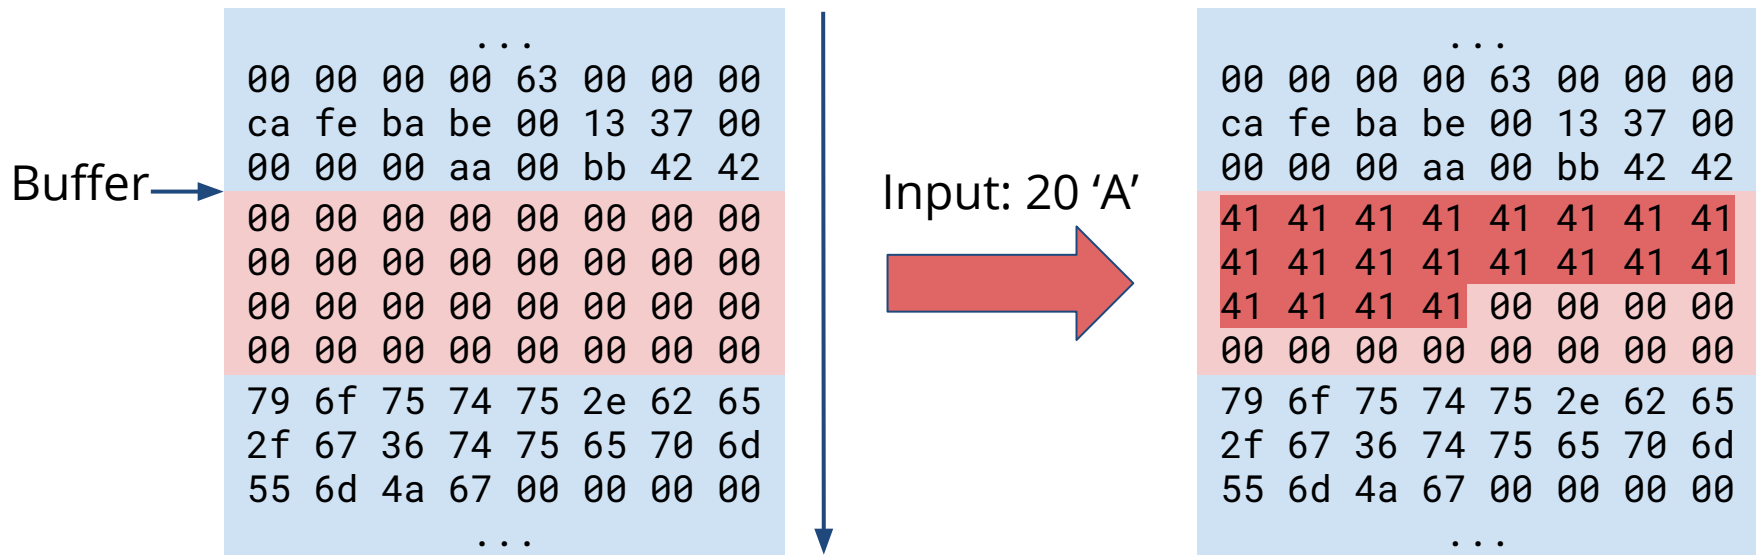 ...
00 00 00 00 63 00 00 00
ca fe ba be 00 13 37 00
00 00 00 aa 00 bb 42 42
Buffer
00 00 00 00 00 00 00 00
00 00 00 00 00 00 00 00
00 00 00 00 00 00 00 00
00 00 00 00 00 00 00 00
79 6f 75 74 75 2e 62 65
2f 67 36 74 75 65 70 6d
55 6d 4a 67 00 00 00 00
...
Input: 20 ‘A’
...
00 00 00 00 63 00 00 00
ca fe ba be 00 13 37 00
00 00 00 aa 00 bb 42 42
41 41 41 41 41 41 41 41
41 41 41 41 41 41 41 41
41 41 41 41 00 00 00 00
00 00 00 00 00 00 00 00
79 6f 75 74 75 2e 62 65
2f 67 36 74 75 65 70 6d
55 6d 4a 67 00 00 00 00
...